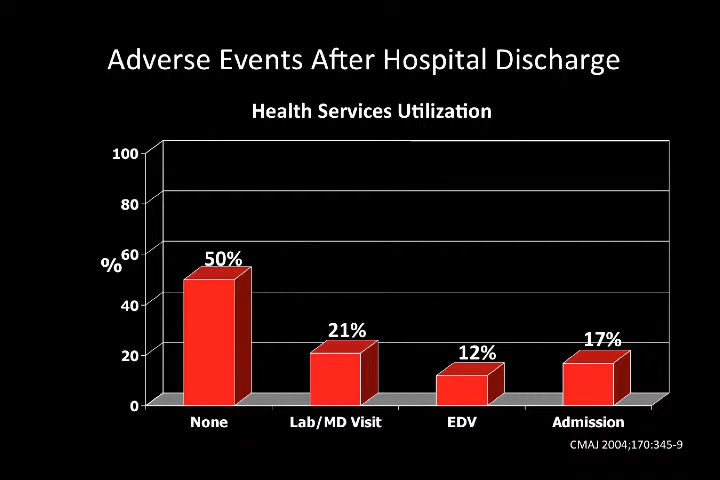 Adverse Events After Hospital Discharge
Health Services Utilization
100
80
60
40
20
0
%
50%
21%
12%
17%
None
Lab/MD Visit
EDV
Admission
CMAJ 2004;170:345-9